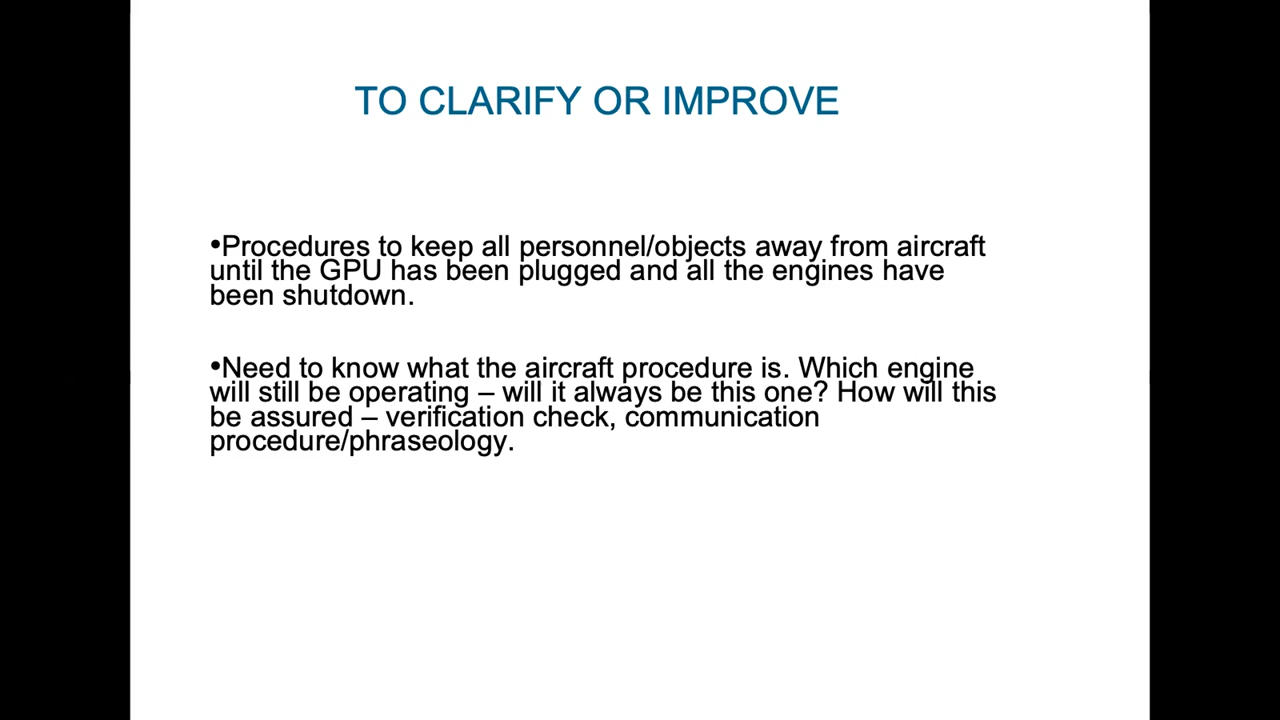 TO CLARIFY OR IMPROVE
•Procedures to keep all personnel/objects away from aircraft
until the GPU has been plugged and all the engines have
been shutdown.
•Need to know what the aircraft procedure is. Which engine
will still be operating – will it always be this one? How will this
be assured – verification check, communication
procedure/phraseology.